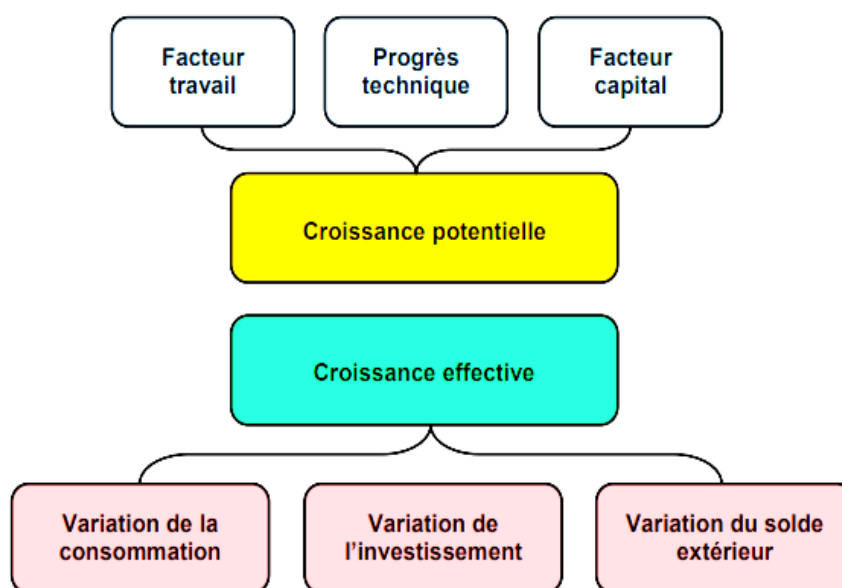 Facteur
travail
Progrès
technique
Facteur
capital
Croissance potentielle
Croissance effective
Variation de la
consommation
Variation de
l'investissement
Variation du solde
extérieur